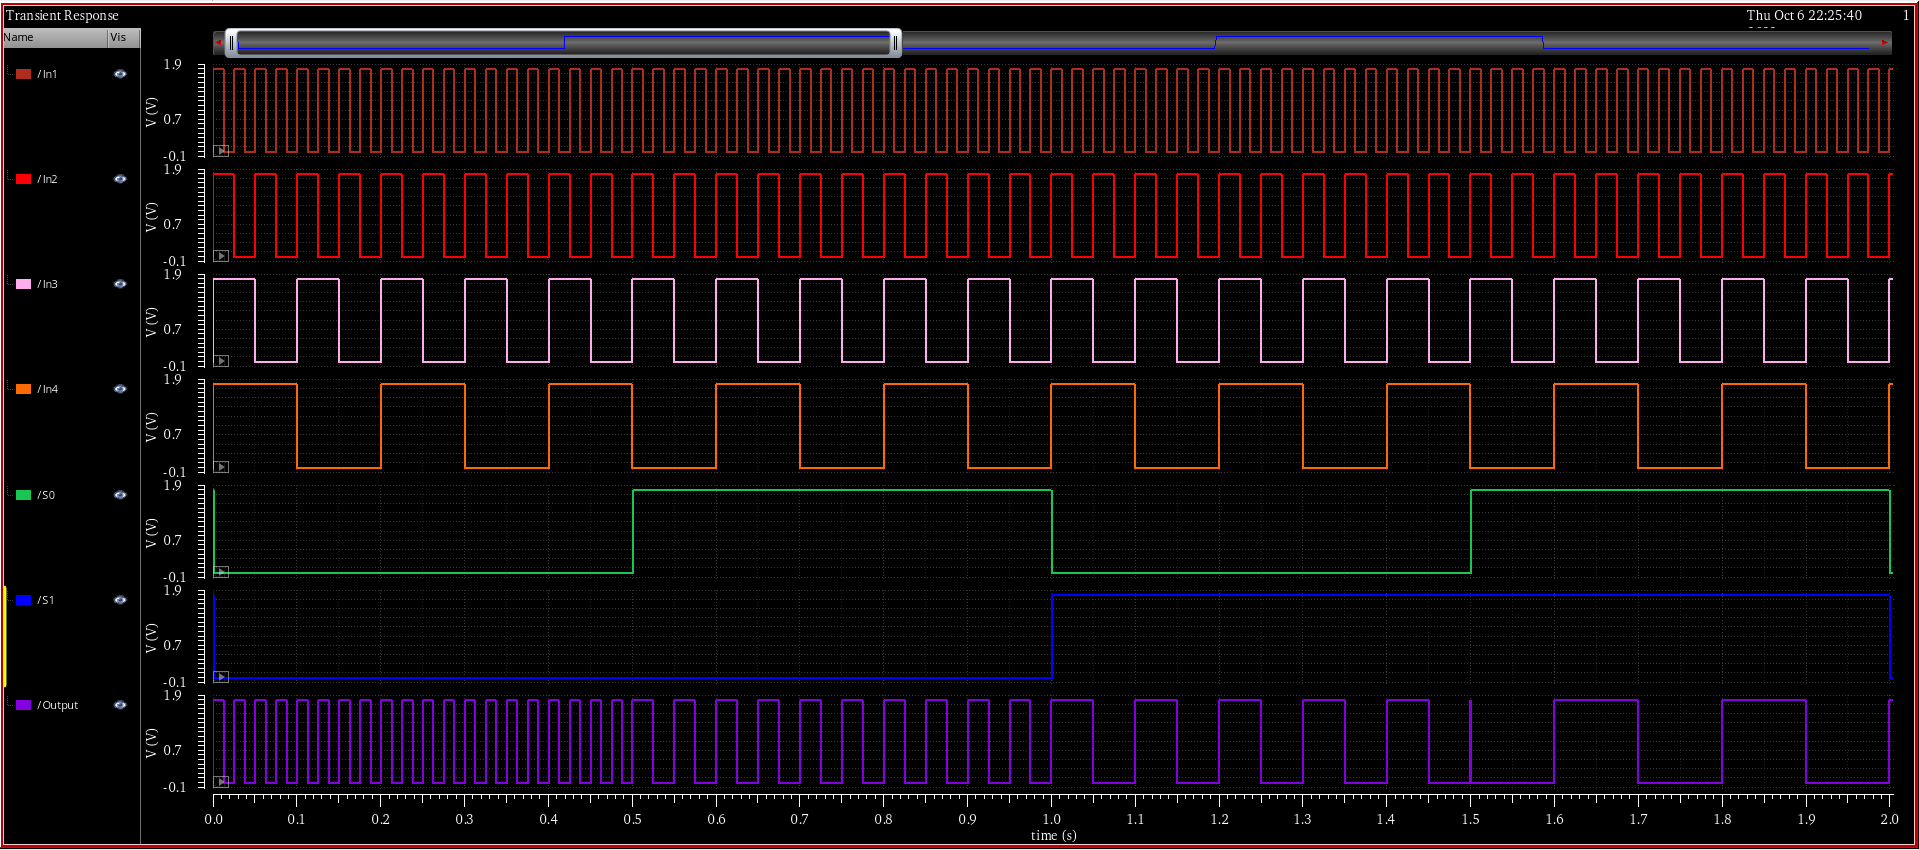 Transient Response
Thu Oct 6 22:25:40 1
Name Vis
/In1
1.9
V (V) 0.7
-0.1
/In2
1.9
V (V) 0.7
-0.1
/In3
1.9
V (V) 0.7
-0.1
/In4
1.9
V (V) 0.7
-0.1
/S0
1.9
V (V) 0.7
-0.1
/S1
1.9
V (V) 0.7
-0.1
/Output
1.9
V (V) 0.7
-0.1
0.0 0.1 0.2 0.3 0.4 0.5 0.6 0.7 0.8 0.9 1.0 1.1 1.2 1.3 1.4 1.5 1.6 1.7 1.8 1.9 2.0
time (s)